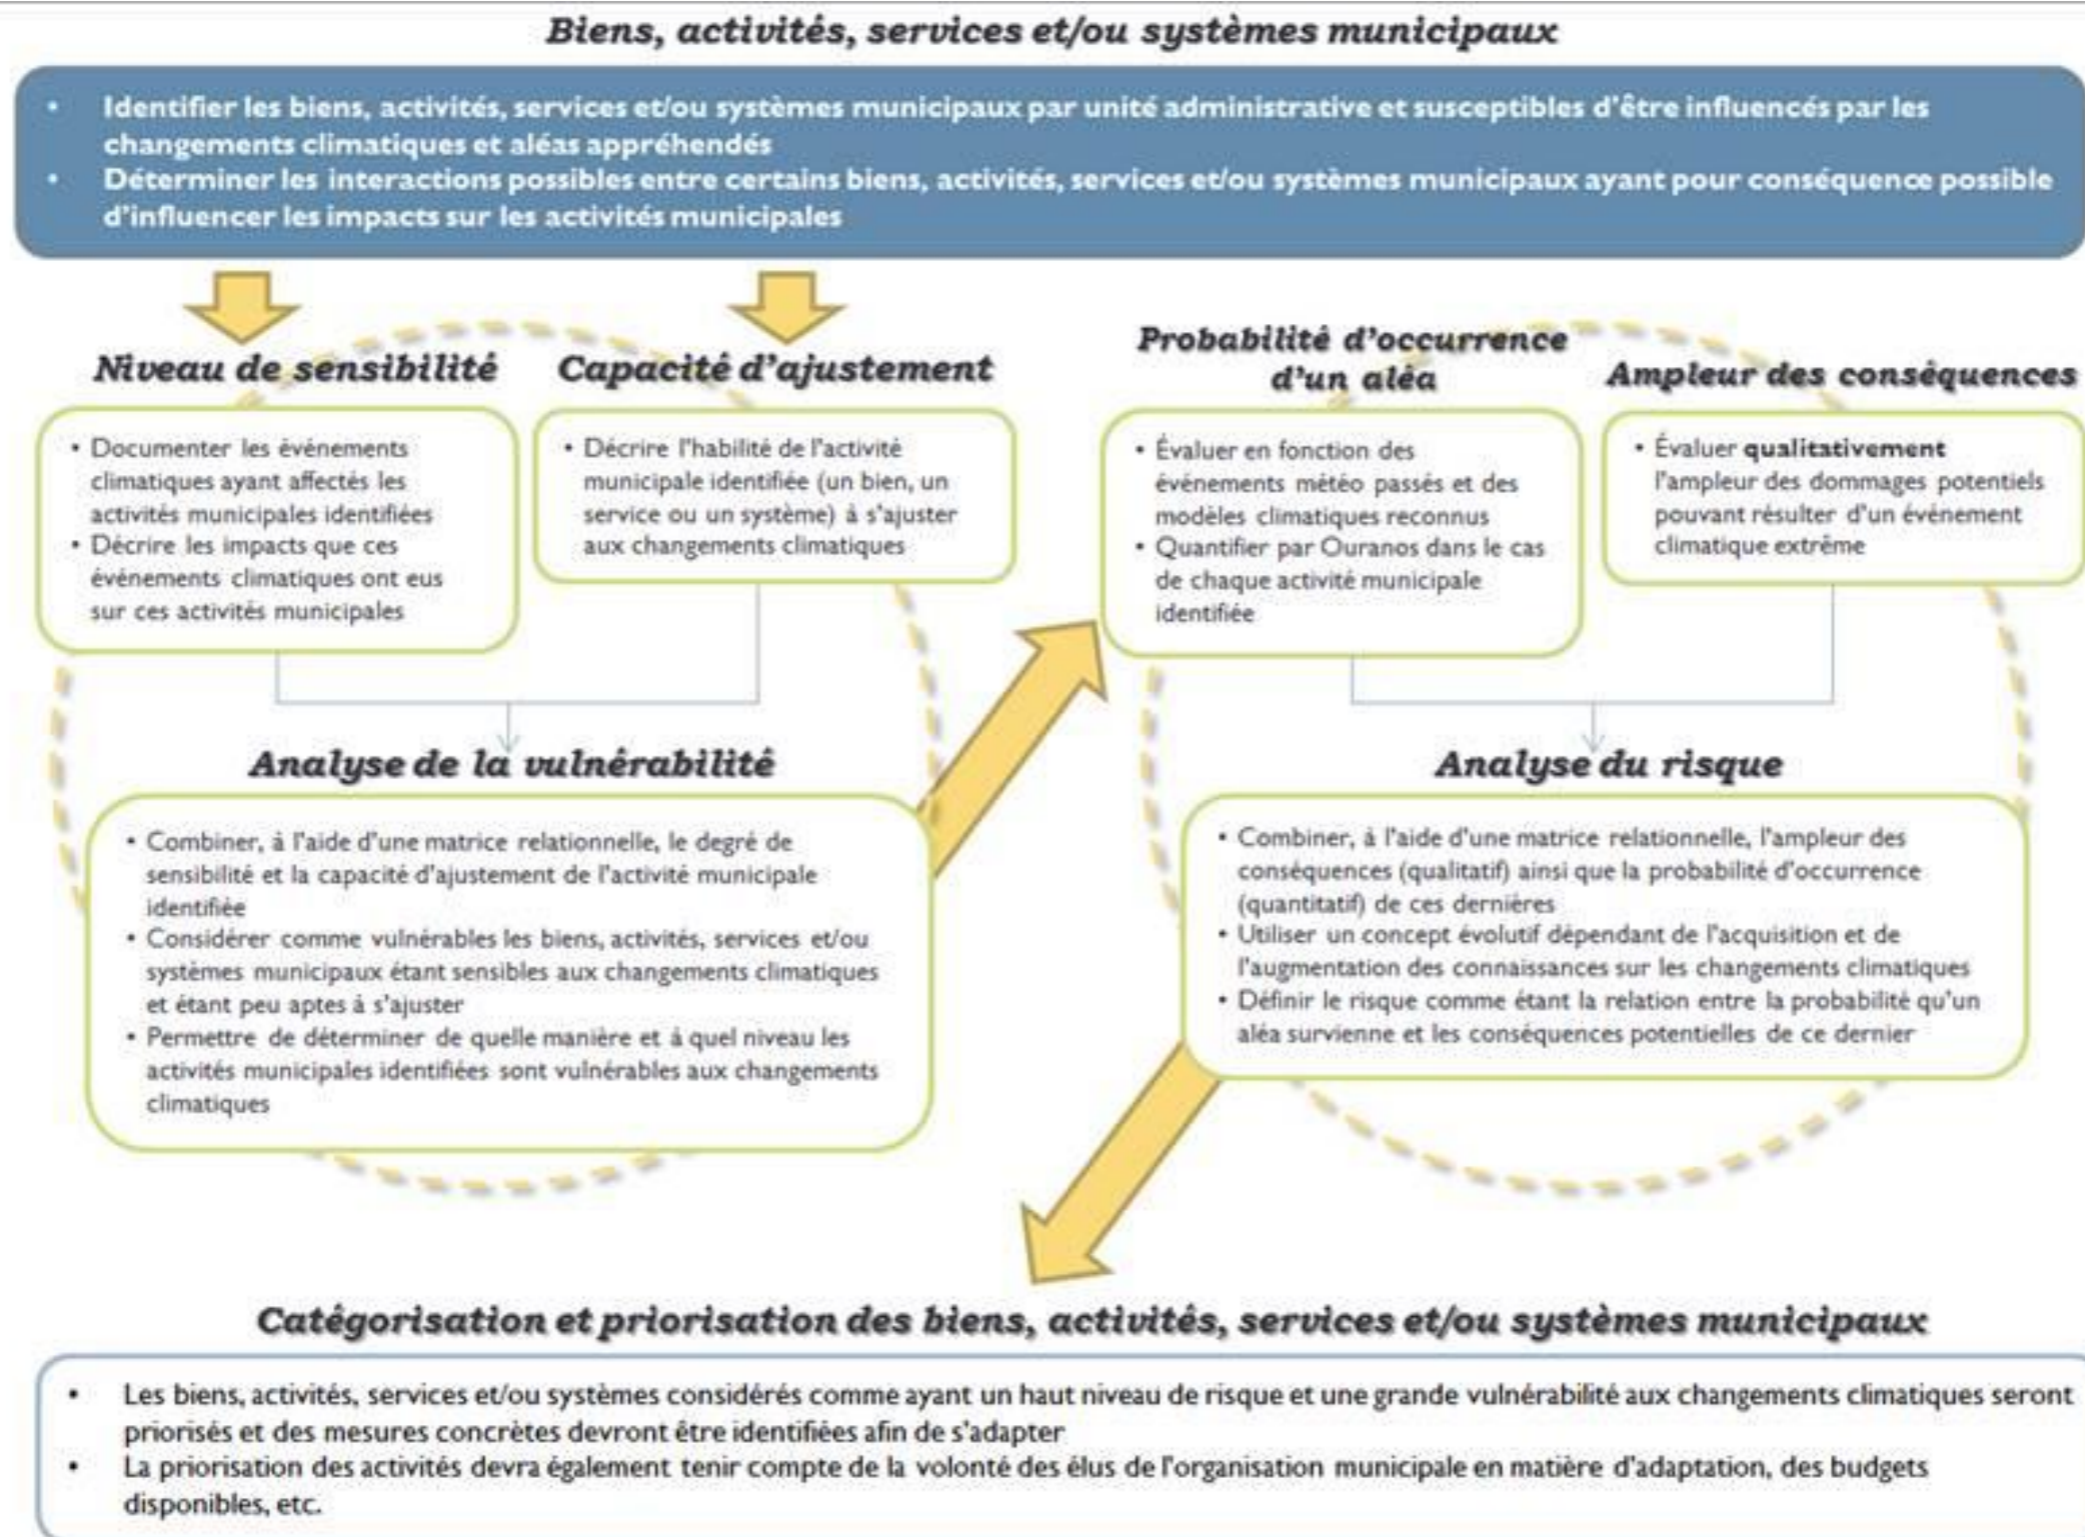 Biens, activités, services et/ou systèmes municipaux
• Identifier les biens, activités, services et/ou systèmes municipaux par unité administrative et susceptibles d'être influencés par les
changements climatiques et aléas appréhendés
• Déterminer les interactions possibles entre certains biens, activités, services et/ou systèmes municipaux ayant pour conséquence possible
d'influencer les impacts sur les activités municipales
Niveau de sensibilité
• Documenter les événements
climatiques ayant affectés les
activités municipales identifiées
• Décrire les impacts que ces
événements climatiques ont eus
sur ces activités municipales
Capacité d'ajustement
• Décrire l'habilité de l'activité
municipale identifiée (un bien, un
service ou un système) à s'ajuster
aux changements climatiques
Analyse de la vulnérabilité
• Combiner, à l'aide d'une matrice relationnelle, le degré de
sensibilité et la capacité d'ajustement de l'activité municipale
identifiée
• Considérer comme vulnérables les biens, activités, services et/ou
systèmes municipaux étant sensibles aux changements climatiques
et étant peu aptes à s'ajuster
• Permettre de déterminer de quelle manière et à quel niveau les
activités municipales identifiées sont vulnérables aux changements
climatiques
Probabilité d'occurrence
d'un aléa
• Évaluer en fonction des
événements météo passés et des
modèles climatiques reconnus
• Quantifier par Ouranos dans le cas
de chaque activité municipale
identifiée
Ampleur des conséquences
• Évaluer qualitativement
l'ampleur des dommages potentiels
pouvant résulter d'un événement
climatique extrême
Analyse du risque
• Combiner, à l'aide d'une matrice relationnelle, l'ampleur des
conséquences (qualitatif) ainsi que la probabilité d'occurrence
(quantitatif) de ces dernières
• Utiliser un concept évolutif dépendant de l'acquisition et de
l'augmentation des connaissances sur les changements climatiques
• Définir le risque comme étant la relation entre la probabilité qu'un
aléa survienne et les conséquences potentielles de ce dernier
Catégorisation et priorisation des biens, activités, services et/ou systèmes municipaux
• Les biens, activités, services et/ou systèmes considérés comme ayant un haut niveau de risque et une grande vulnérabilité aux changements climatiques seront
priorisés et des mesures concrètes devront être identifiées afin de s'adapter
• La priorisation des activités devra également tenir compte de la volonté des élus de l'organisation municipale en matière d'adaptation, des budgets
disponibles, etc.